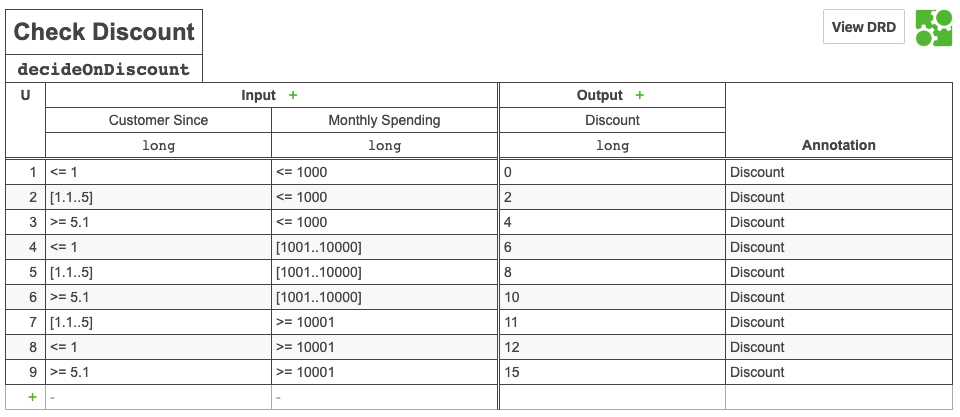 Check Discount
View DRD
decideOnDiscount
U Input + Output +
Customer Since Monthly Spending Discount
long long long Annotation
1 <= 1 <= 1000 0 Discount
2 [1.1..5] <= 1000 2 Discount
3 >= 5.1 <= 1000 4 Discount
4 <= 1 [1001..10000] 6 Discount
5 [1.1..5] [1001..10000] 8 Discount
6 >= 5.1 [1001..10000] 10 Discount
7 [1.1..5] >= 10001 11 Discount
8 <= 1 >= 10001 12 Discount
9 >= 5.1 >= 10001 15 Discount
+ - -